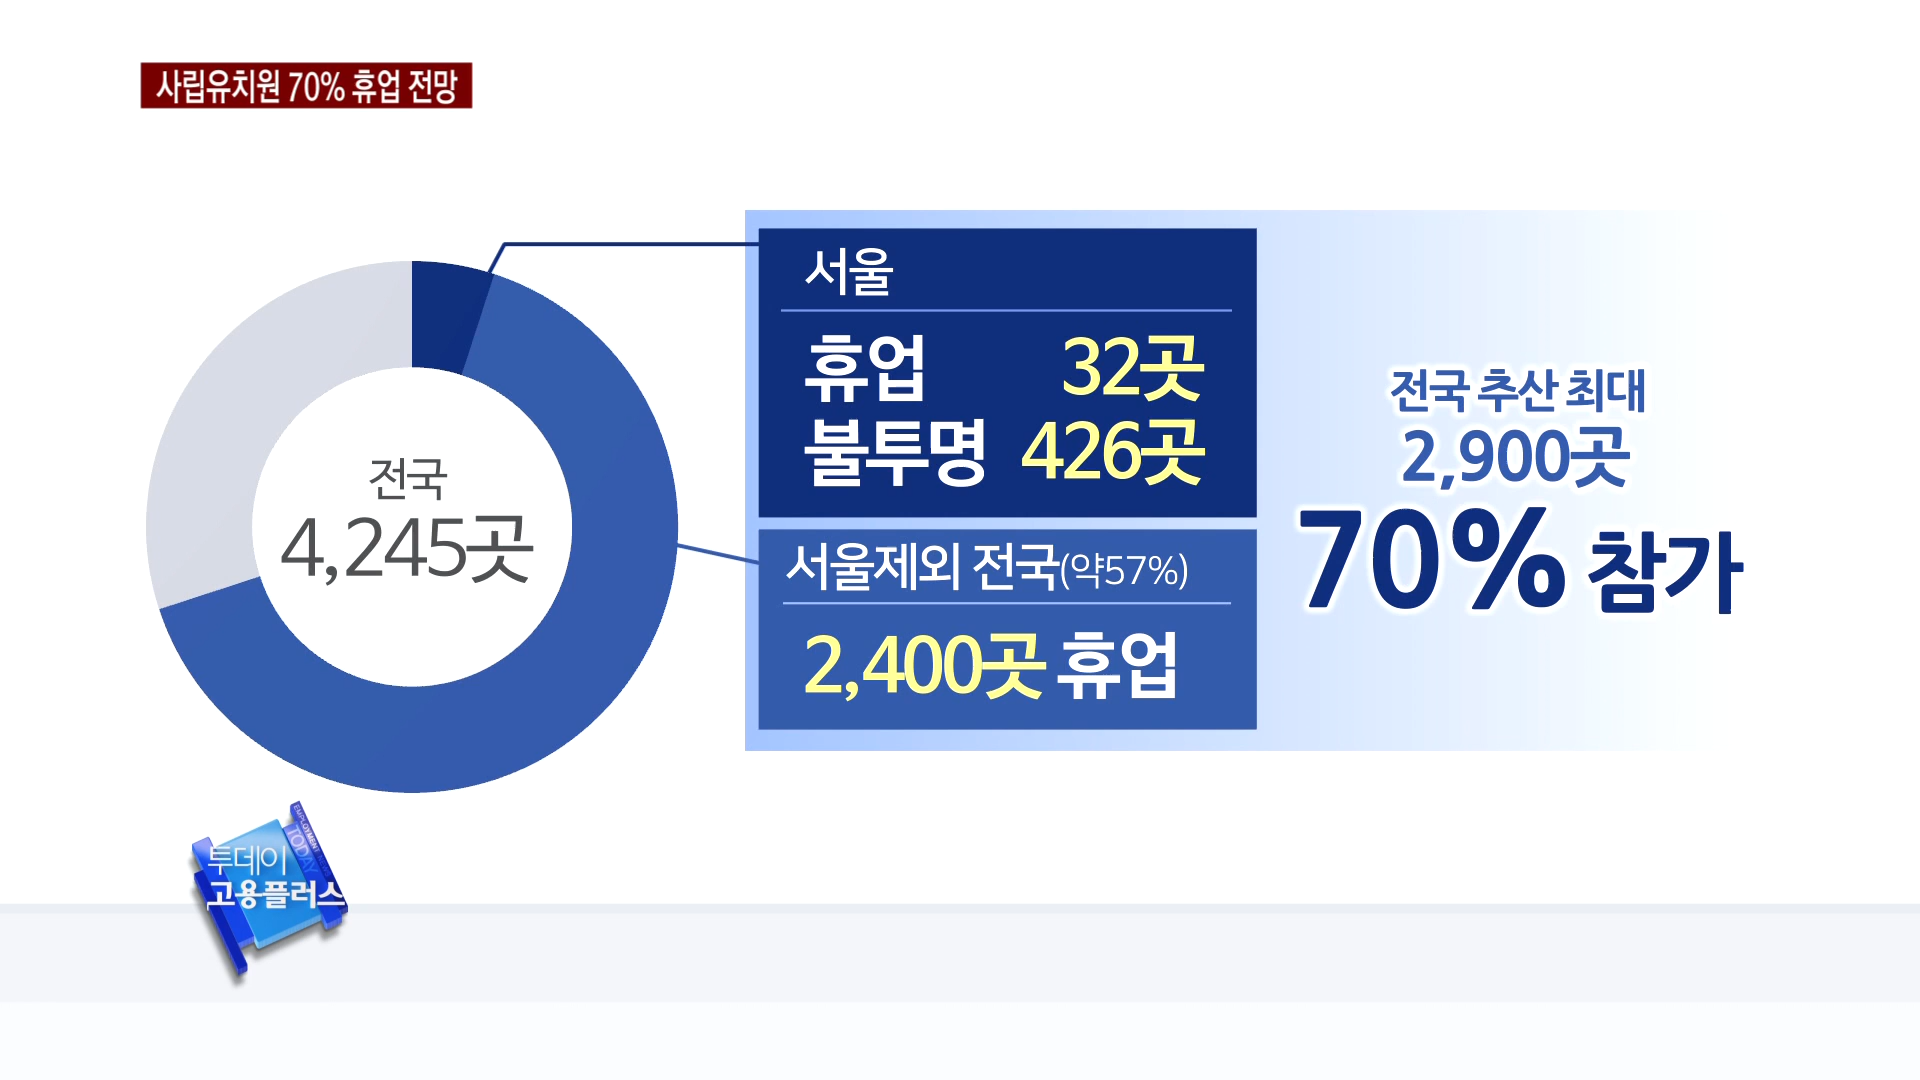 사립유치원 70% 휴업 전망
전국
4,245곳
서울
휴업 32곳
불투명 426곳
서울제외 전국(약57%)
2,400곳 휴업
전국 추산 최대
2,900곳
70% 참가
EMPLOYMENT
TODAY
투데이
고용플러스